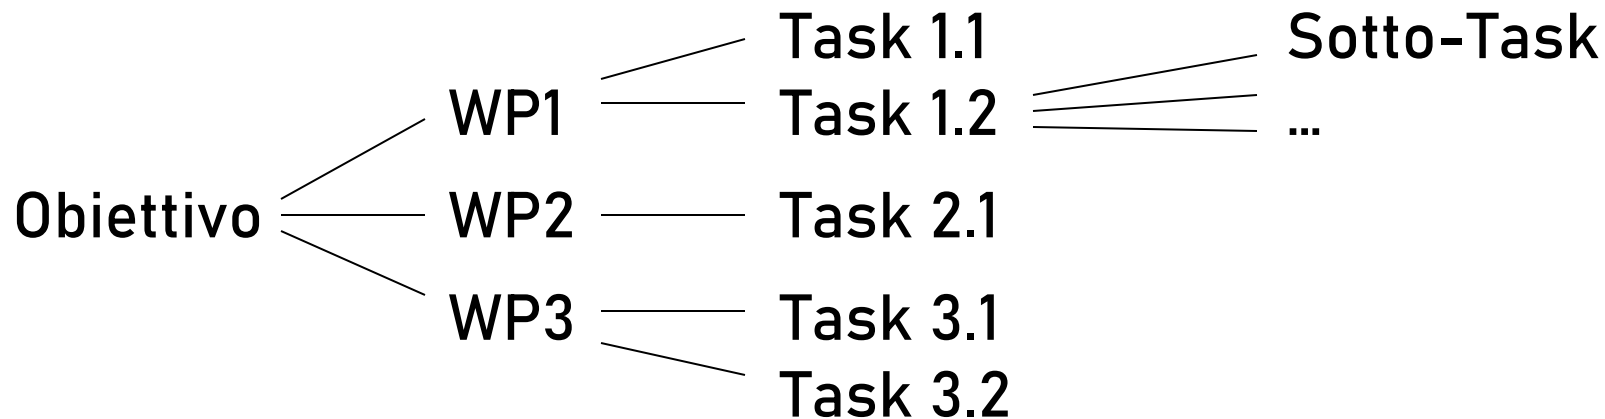 Obiettivo
WP1
Task 1.1
Task 1.2
Sotto-Task
...
WP2
Task 2.1
WP3
Task 3.1
Task 3.2